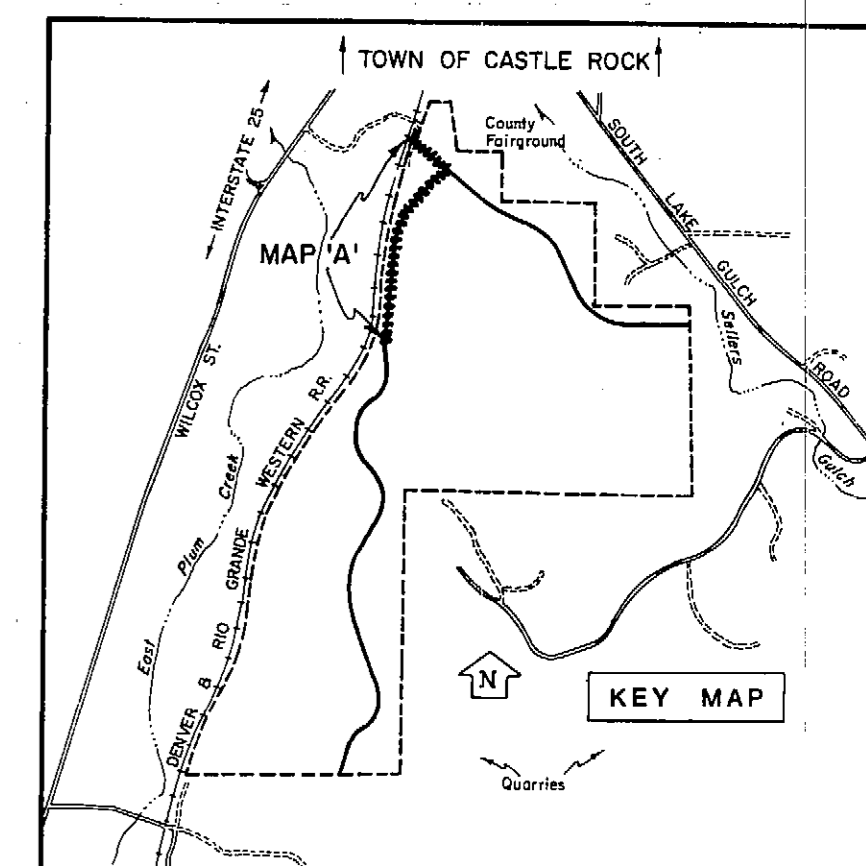 TOWN OF CASTLE ROCK
INTERSTATE 25
County
Fairground
SOUTH LAKE GULCH ROAD
MAP 'A'
Sellers
Gulch
WILCOX ST.
East Plum Creek
DENVER & RIO GRANDE WESTERN R.R.
N
KEY MAP
Quarries